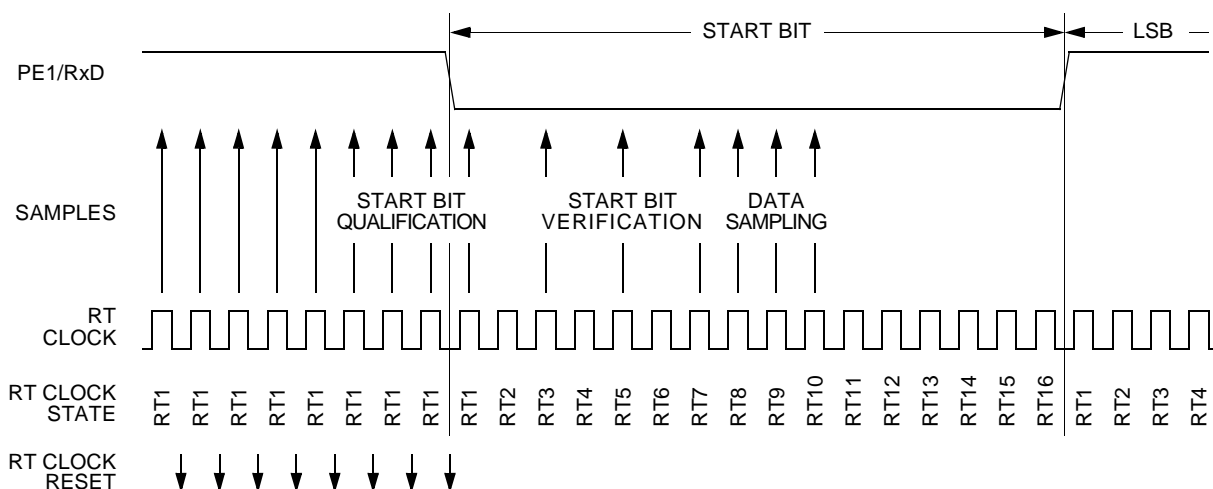 START BIT
LSB
PE1/RxD
SAMPLES
START BIT
QUALIFICATION
START BIT
VERIFICATION
DATA
SAMPLING
RT
CLOCK
RT CLOCK
STATE
RT1 RT1 RT1 RT1 RT1 RT1 RT1 RT1 RT1 RT2 RT3 RT4 RT5 RT6 RT7 RT8 RT9 RT10 RT11 RT12 RT13 RT14 RT15 RT16 RT1 RT2 RT3 RT4
RT CLOCK
RESET